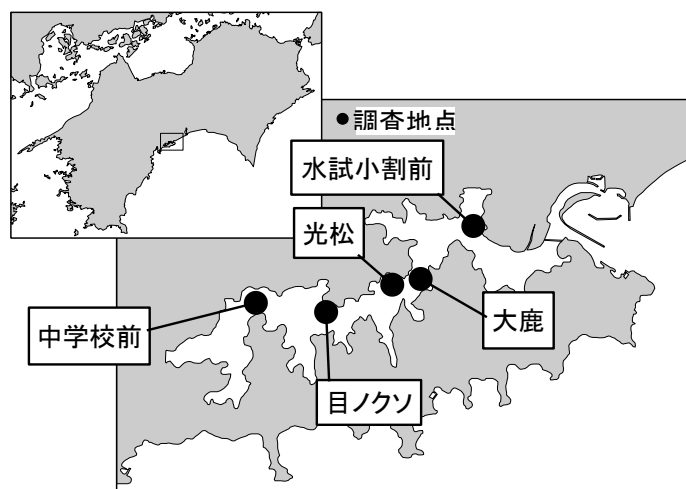 ●調査地点
水試小割前
光松
大鹿
中学校前
目ノクソ